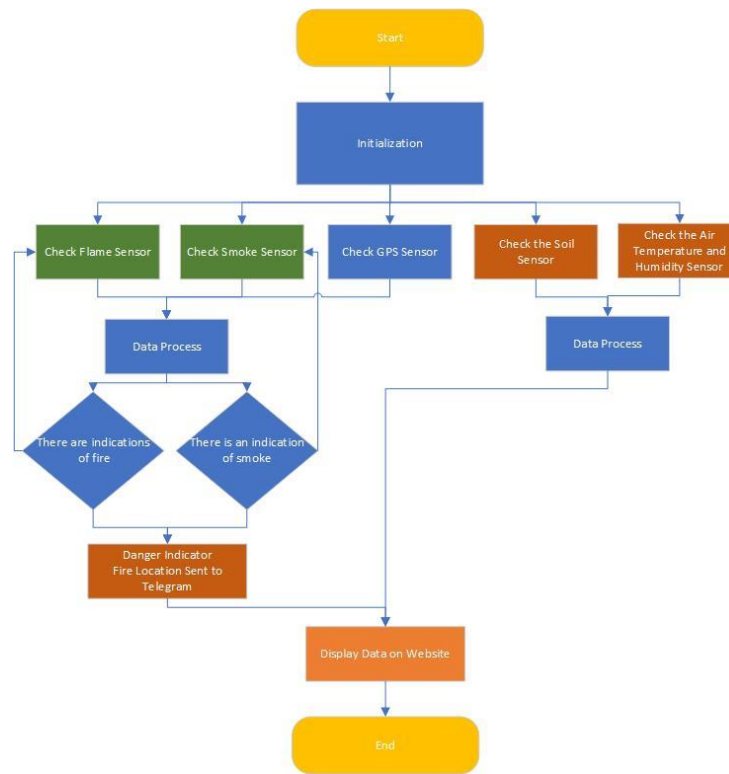 Start
Initialization
Check Flame Sensor
Check Smoke Sensor
Check GPS Sensor
Check the Soil
Sensor
Check the Air
Temperature and
Humidity Sensor
Data Process
Data Process
There are indications
of fire
There is an indication
of smoke
Danger Indicator
Fire Location Sent to
Telegram
Display Data on Website
End